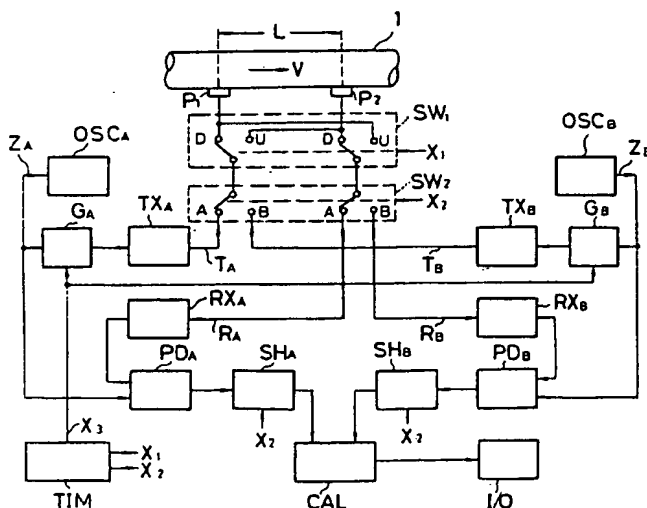 L
1
V
P1
P2
SW1
D
U
D
U
X1
OSCA
OSCB
ZA
ZB
SW2
A
B
A
B
X2
GA
TXA
TXB
GB
TA
TB
RXA
RXB
RA
RB
PDA
SHA
SHB
PDB
X3
X2
X2
X1
X2
TIM
CAL
I/O